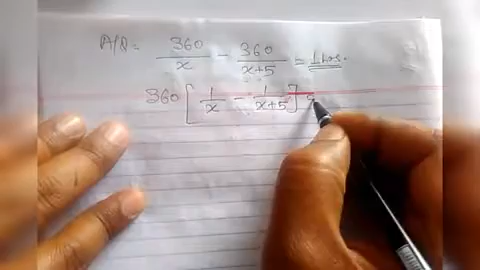 A/Q = 360/x - 360/x+5 = 1 hrs.
360 [ 1/x - 1/x+5 ] =